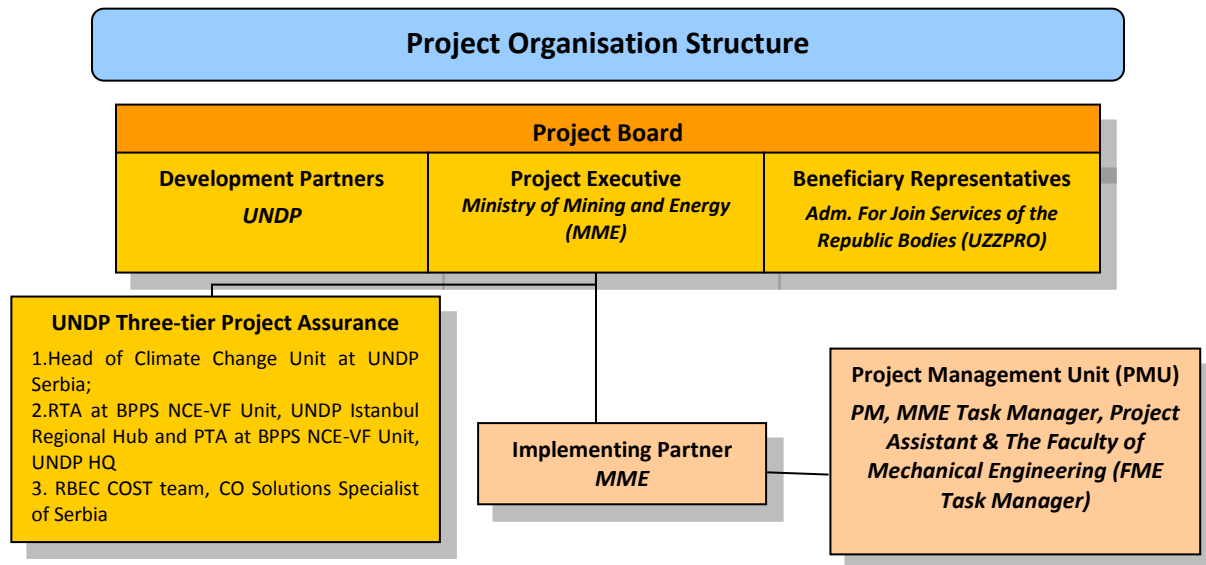 Project Organisation Structure
Project Board
Development Partners
UNDP
Project Executive
Ministry of Mining and Energy
(MME)
Beneficiary Representatives
Adm. For Join Services of the
Republic Bodies (UZZPRO)
UNDP Three-tier Project Assurance
1.Head of Climate Change Unit at UNDP
Serbia;
2.RTA at BPPS NCE-VF Unit, UNDP Istanbul
Regional Hub and PTA at BPPS NCE-VF Unit,
UNDP HQ
3. RBEC COST team, CO Solutions Specialist
of Serbia
Implementing Partner
MME
Project Management Unit (PMU)
PM, MME Task Manager, Project
Assistant & The Faculty of
Mechanical Engineering (FME
Task Manager)